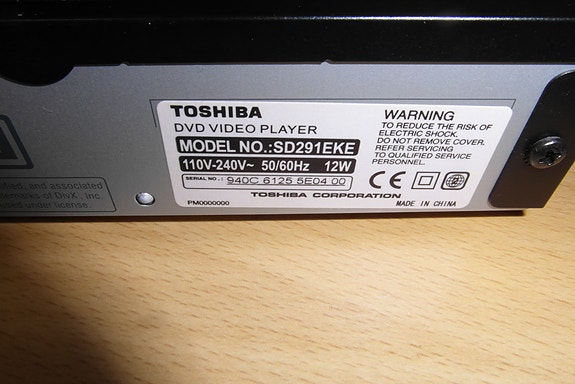 TOSHIBA
DVD VIDEO PLAYER
MODEL NO.:SD291EKE
110V-240V~ 50/60Hz 12W
SERIAL NO.: 940C 6125 5E04 00
PM0000000
TOSHIBA CORPORATION
WARNING
TO REDUCE THE RISK OF
ELECTRIC SHOCK.
DO NOT REMOVE COVER.
REFER SERVICING
TO QUALIFIED SERVICE
PERSONNEL.
CE
MADE IN CHINA
and associated
of DivX, Inc.
used under license.